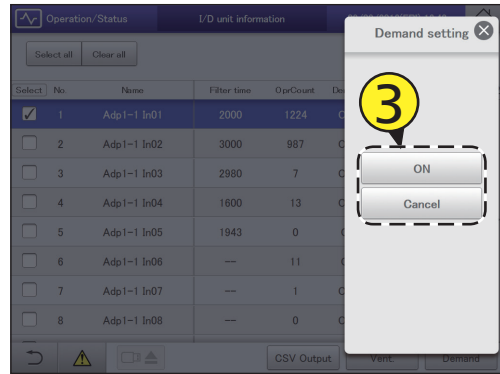 Operation/Status I/D unit information
Demand setting
Select all Clear all
Select No. Name Filter time OprCount
1 Adp1-1 In01 2000 1224
2 Adp1-1 In02 3000 987
3 Adp1-1 In03 2980 7
4 Adp1-1 In04 1600 13
5 Adp1-1 In05 1943 0
6 Adp1-1 In06 -- 11
7 Adp1-1 In07 -- 1
8 Adp1-1 In08 -- 0
3
ON
Cancel
CSV Output Vent. Demand